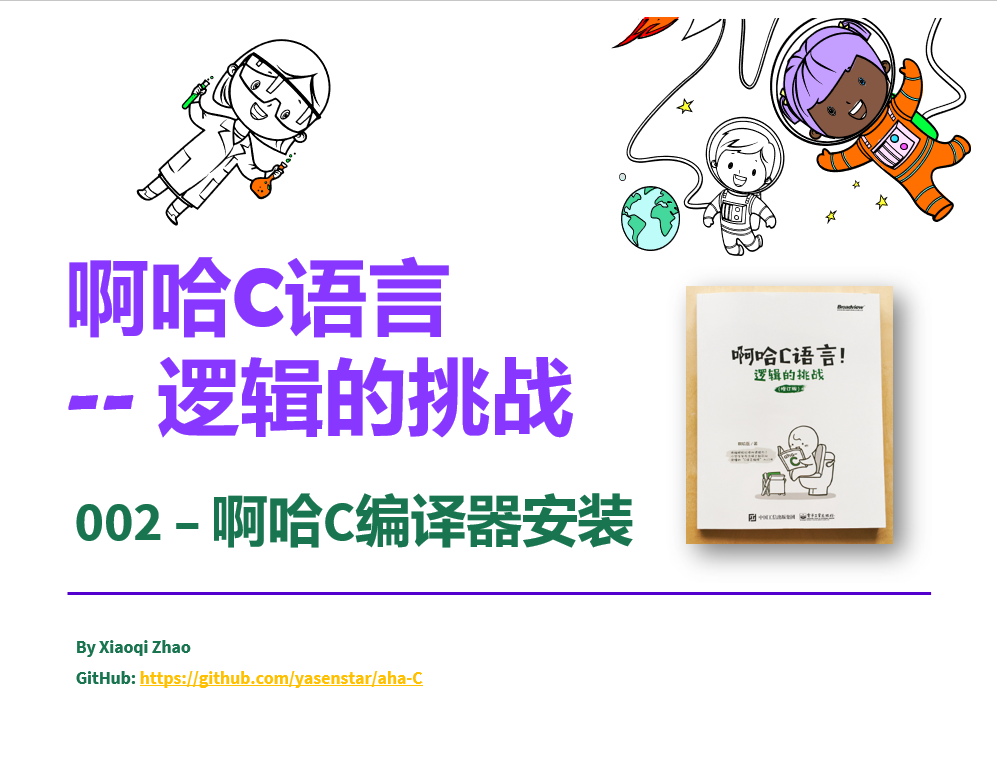 啊哈C语言
-- 逻辑的挑战
Broadview
啊哈C语言!
逻辑的挑战
(修订版)
002 – 啊哈C编译器安装
By Xiaoqi Zhao
GitHub: https://github.com/yasenstar/aha-C